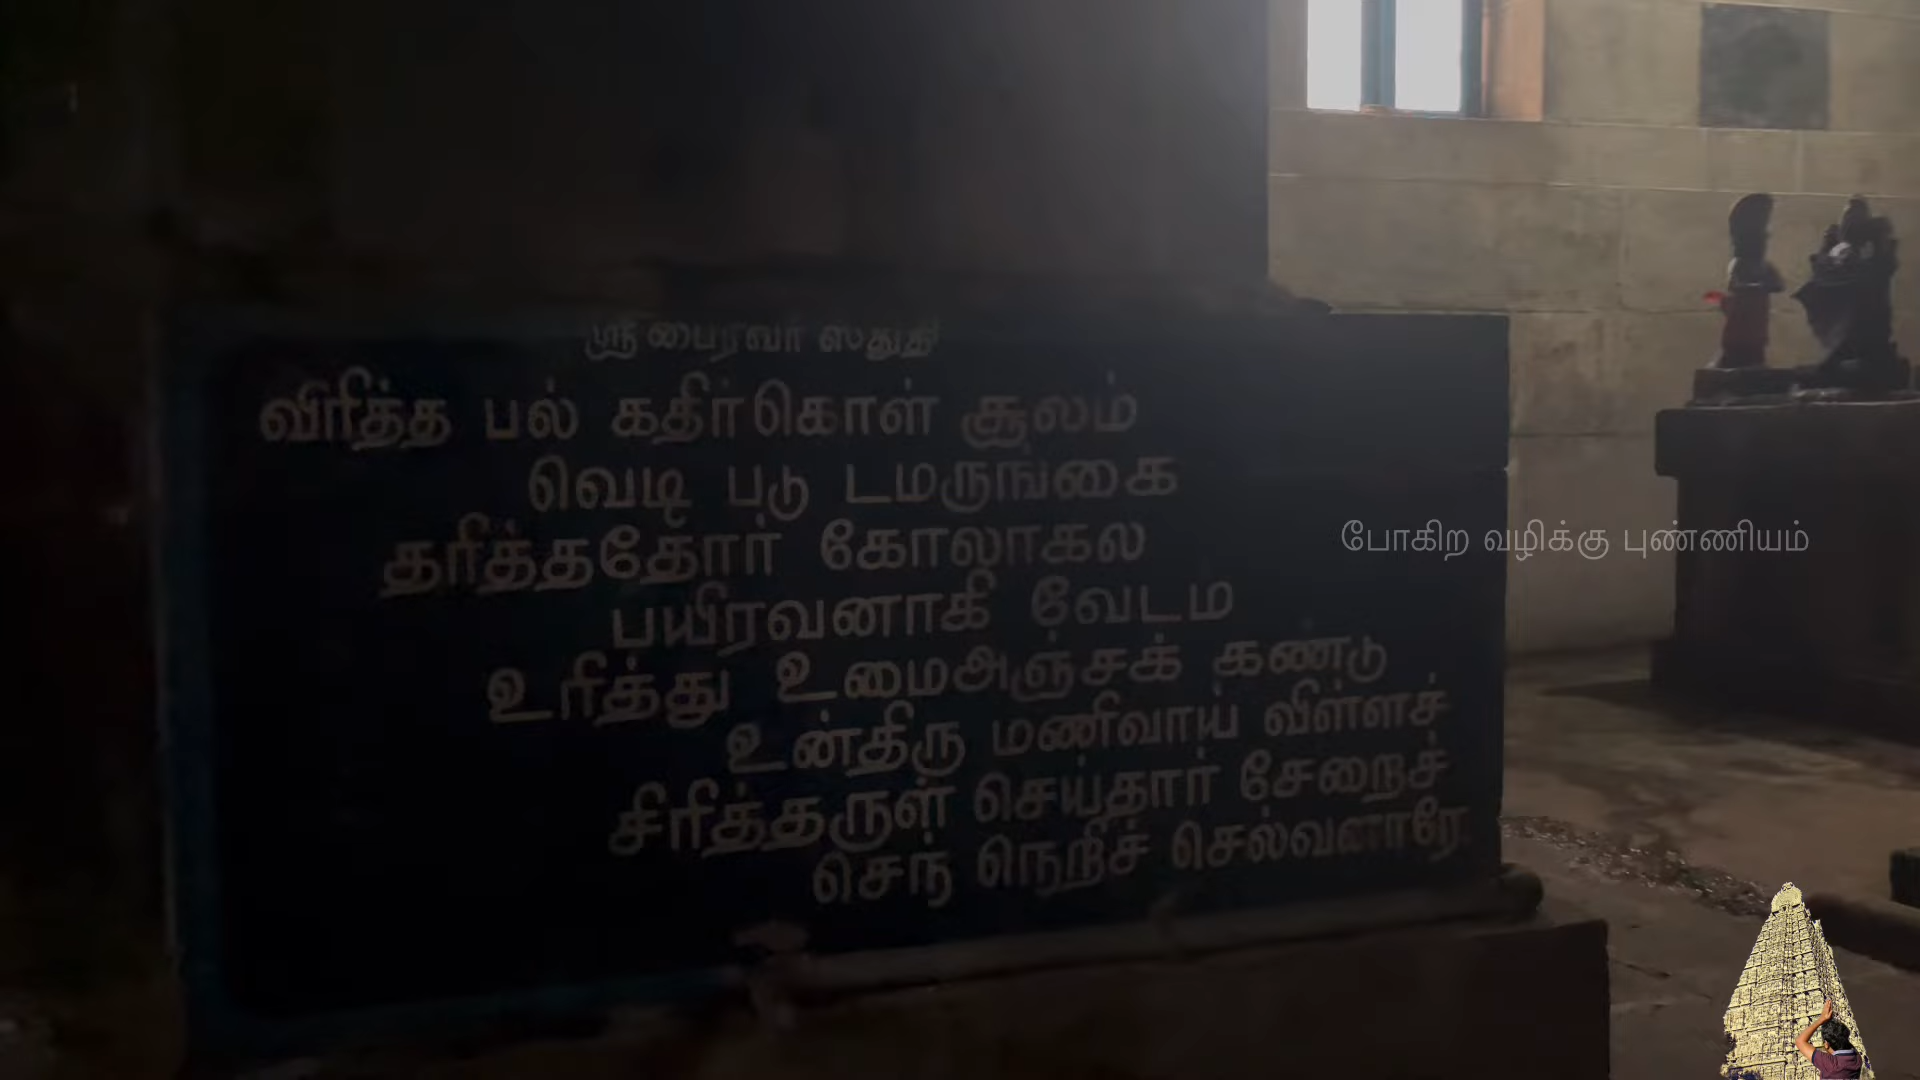 ஸ்ரீ பைரவர் ஸ்துதி
விரித்த பல் கதிர்கொள் சூலம்
வெடி படு டமருங்கை
தரித்ததோர் கோலாகல
பயிரவனாகி வேடம்
உரித்து உமைஅஞ்சக் கண்டு
உன்திரு மணிவாய் விள்ளச்
சிரித்தருள் செய்தார் சேறைச்
செந் நெறிச் செல்வனாரே
போகிற வழிக்கு புண்ணியம்